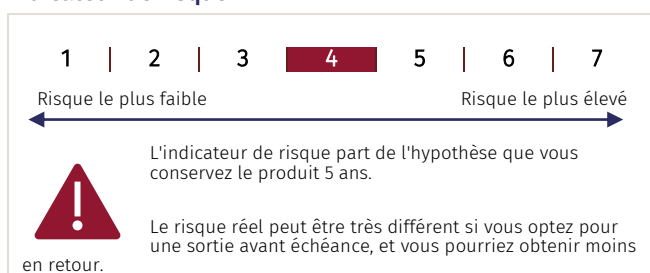 1 | 2 | 3 | 4 | 5 | 6 | 7
Risque le plus faible Risque le plus élevé
L'indicateur de risque part de l'hypothèse que vous
conservez le produit 5 ans.
Le risque réel peut être très différent si vous optez pour
une sortie avant échéance, et vous pourriez obtenir moins
en retour.